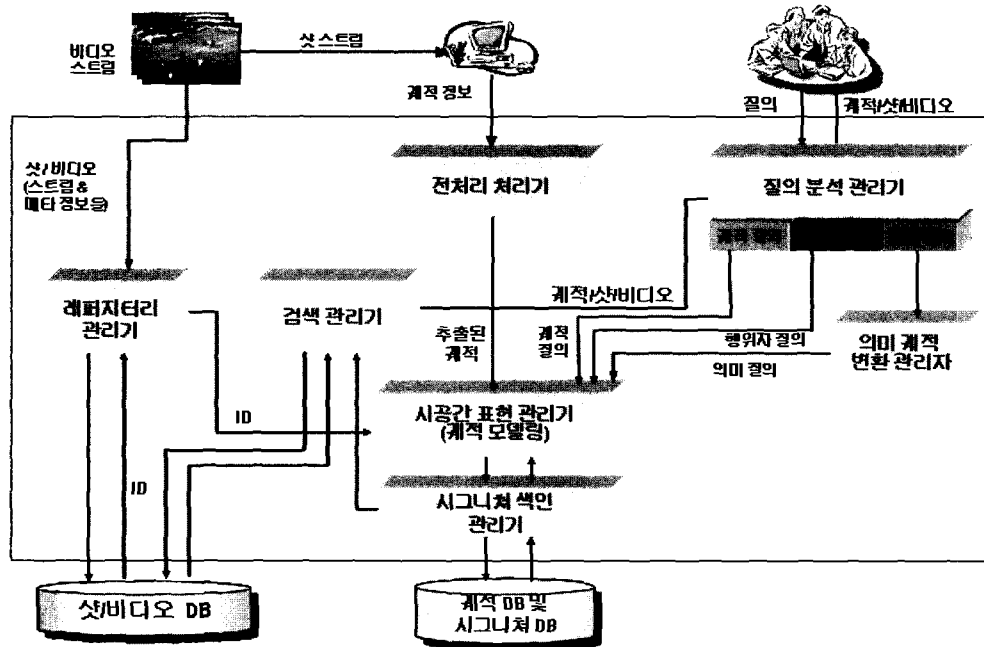 비디오
스트림
샷 스트림
궤적 정보
질의
궤적/샷/비디오
샷/비디오
(스트림 &
메타 정보들)
전처리 처리기
질의 분석 관리기
레퍼지터리
관리기
검색 관리기
궤적/샷/비디오
추출된
궤적
궤적
질의
행위자 질의
의미 질의
의미 궤적
변환 관리자
ID
시공간 표현 관리기
(궤적 모델링)
ID
시그니쳐 색인
관리기
샷/비디오 DB
궤적 DB 및
시그니쳐 DB